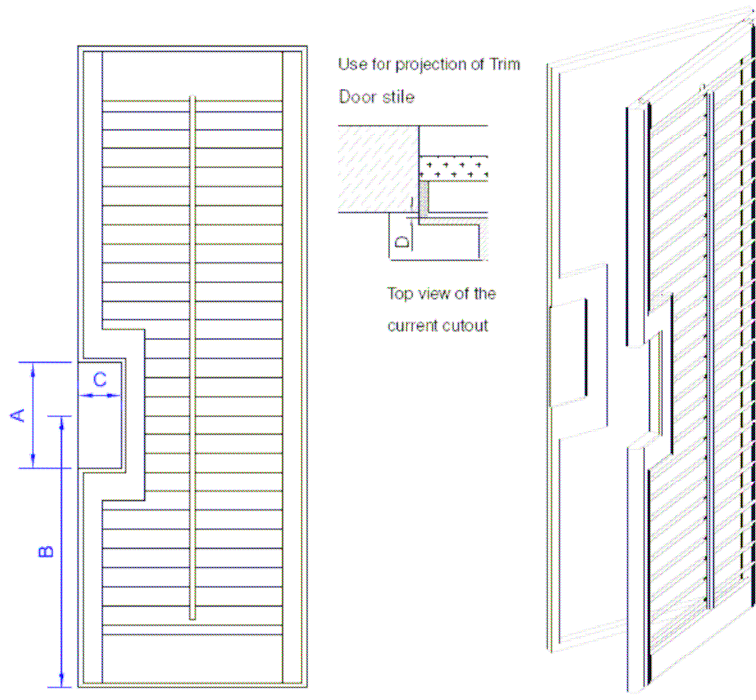 Use for projection of Trim
Door stile
D
Top view of the
current cutout
C
A
B